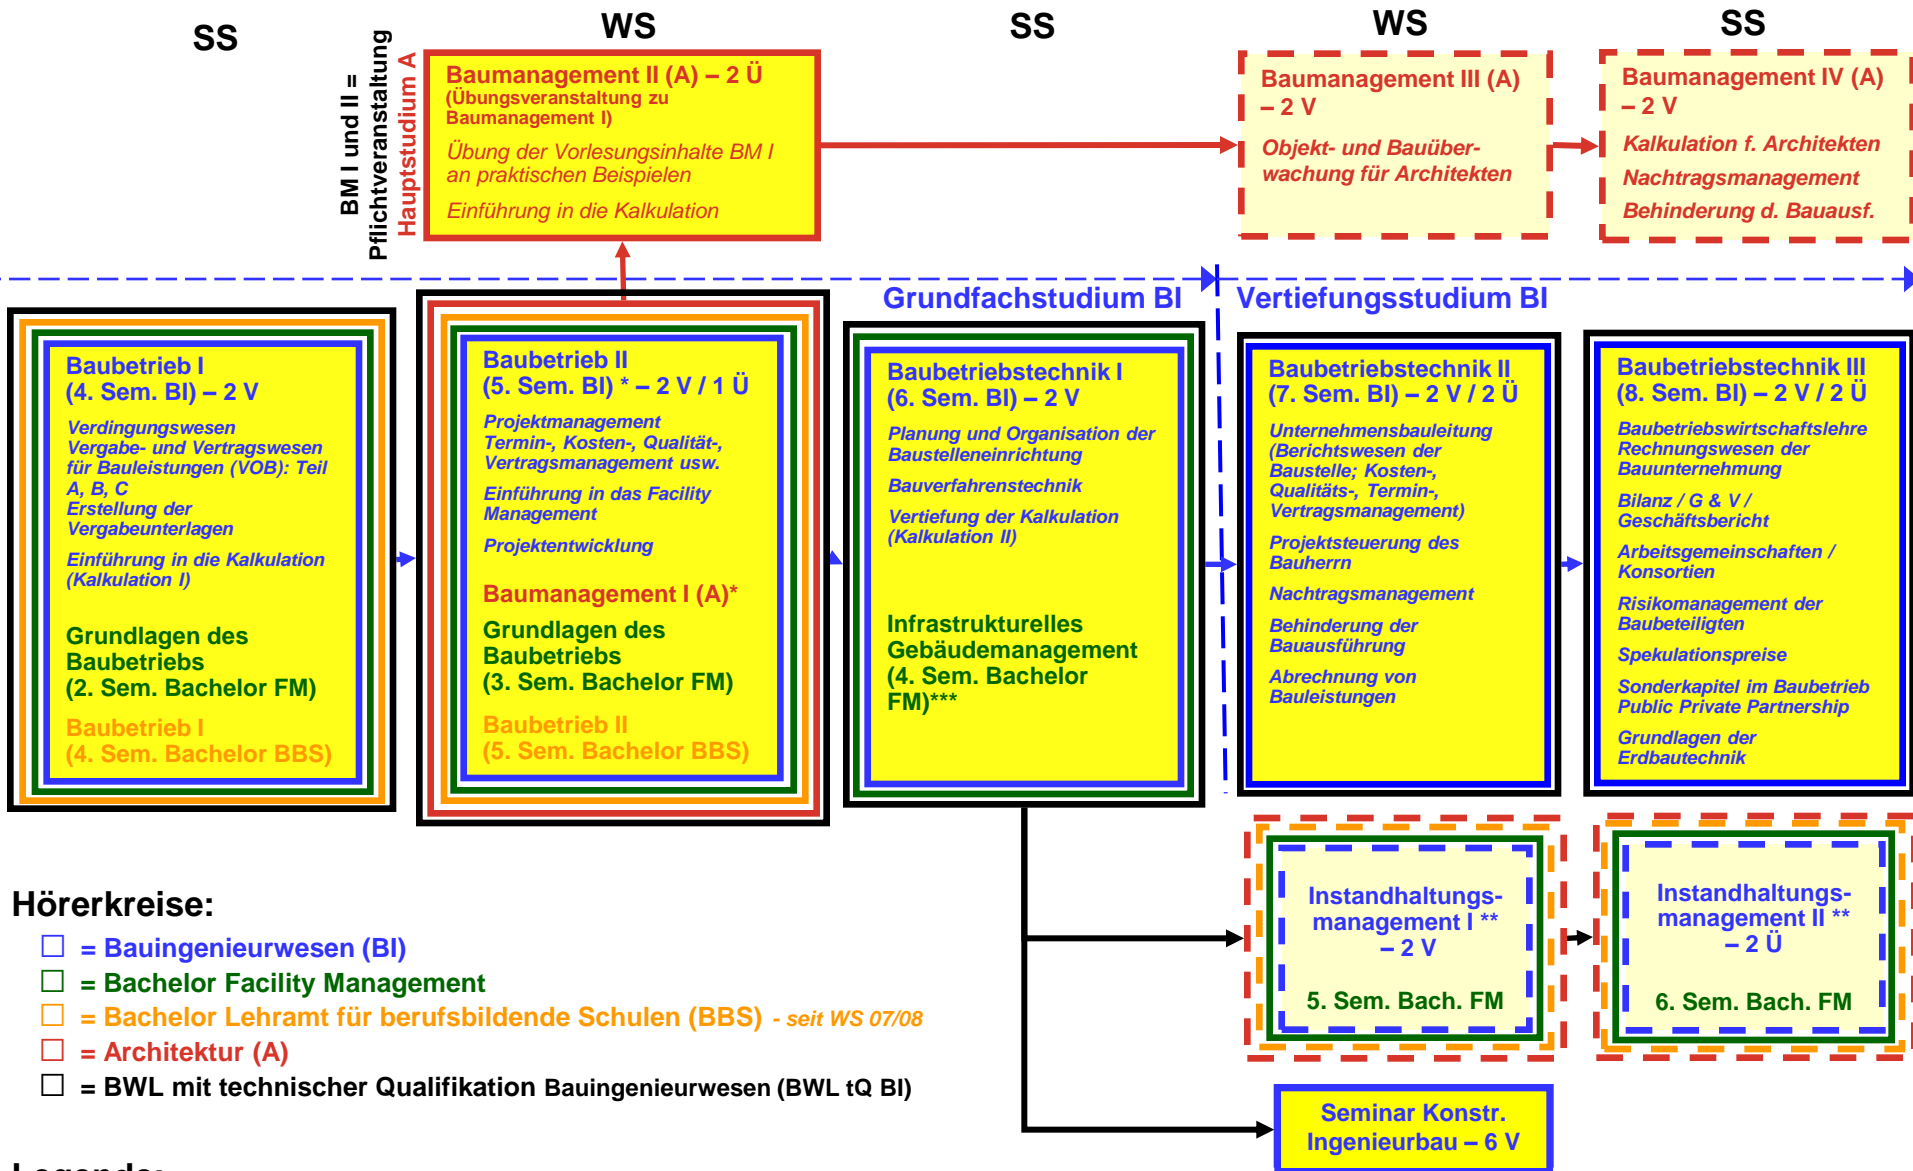 SS
WS
SS
WS
SS
BM I und II =
Pflichtveranstaltung
Hauptstudium A
Baumanagement II (A) – 2 Ü
(Übungsveranstaltung zu
Baumanagement I)
Übung der Vorlesungsinhalte BM I
an praktischen Beispielen
Einführung in die Kalkulation
Baumanagement III (A)
– 2 V
Objekt- und Bauüber-
wachung für Architekten
Baumanagement IV (A)
– 2 V
Kalkulation f. Architekten
Nachtragsmanagement
Behinderung d. Bauausf.
Grundfachstudium BI
Vertiefungsstudium BI
Baubetrieb I
(4. Sem. BI) – 2 V
Verdingungswesen
Vergabe- und Vertragswesen
für Bauleistungen (VOB): Teil
A, B, C
Erstellung der
Vergabeunterlagen
Einführung in die Kalkulation
(Kalkulation I)
Grundlagen des
Baubetriebs
(2. Sem. Bachelor FM)
Baubetrieb I
(4. Sem. Bachelor BBS)
Baubetrieb II
(5. Sem. BI) * – 2 V / 1 Ü
Projektmanagement
Termin-, Kosten-, Qualität-,
Vertragsmanagement usw.
Einführung in das Facility
Management
Projektentwicklung
Baumanagement I (A)*
Grundlagen des
Baubetriebs
(3. Sem. Bachelor FM)
Baubetrieb II
(5. Sem. Bachelor BBS)
Baubetriebstechnik I
(6. Sem. BI) – 2 V
Planung und Organisation der
Baustelleneinrichtung
Bauverfahrenstechnik
Vertiefung der Kalkulation
(Kalkulation II)
Infrastrukturelles
Gebäudemanagement
(4. Sem. Bachelor
FM)***
Baubetriebstechnik II
(7. Sem. BI) – 2 V / 2 Ü
Unternehmensbauleitung
(Berichtswesen der
Baustelle; Kosten-,
Qualitäts-, Termin-,
Vertragsmanagement)
Projektsteuerung des
Bauherrn
Nachtragsmanagement
Behinderung der
Bauausführung
Abrechnung von
Bauleistungen
Baubetriebstechnik III
(8. Sem. BI) – 2 V / 2 Ü
Baubetriebswirtschaftslehre
Rechnungswesen der
Bauunternehmung
Bilanz / G & V /
Geschäftsbericht
Arbeitsgemeinschaften /
Konsortien
Risikomanagement der
Baubeteiligten
Spekulationspreise
Sonderkapitel im Baubetrieb
Public Private Partnership
Grundlagen der
Erdbautechnik
Instandhaltungs-
management I **
– 2 V
5. Sem. Bach. FM
Instandhaltungs-
management II **
– 2 Ü
6. Sem. Bach. FM
Seminar Konstr.
Ingenieurbau – 6 V
Hörerkreise:
= Bauingenieurwesen (BI)
= Bachelor Facility Management
= Bachelor Lehramt für berufsbildende Schulen (BBS) - seit WS 07/08
= Architektur (A)
= BWL mit technischer Qualifikation Bauingenieurwesen (BWL tQ BI)
Legende: